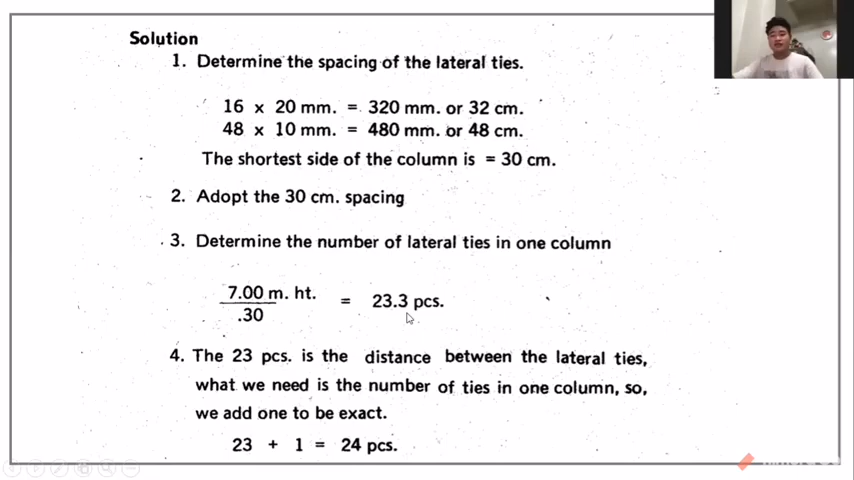 Solution
1. Determine the spacing of the lateral ties.
16 x 20 mm. = 320 mm. or 32 cm.
48 x 10 mm. = 480 mm. or 48 cm.
The shortest side of the column is = 30 cm.
2. Adopt the 30 cm. spacing
3. Determine the number of lateral ties in one column
7.00 m. ht.
.30
= 23.3 pcs.
4. The 23 pcs. is the distance between the lateral ties,
what we need is the number of ties in one column, so,
we add one to be exact.
23 + 1 = 24 pcs.